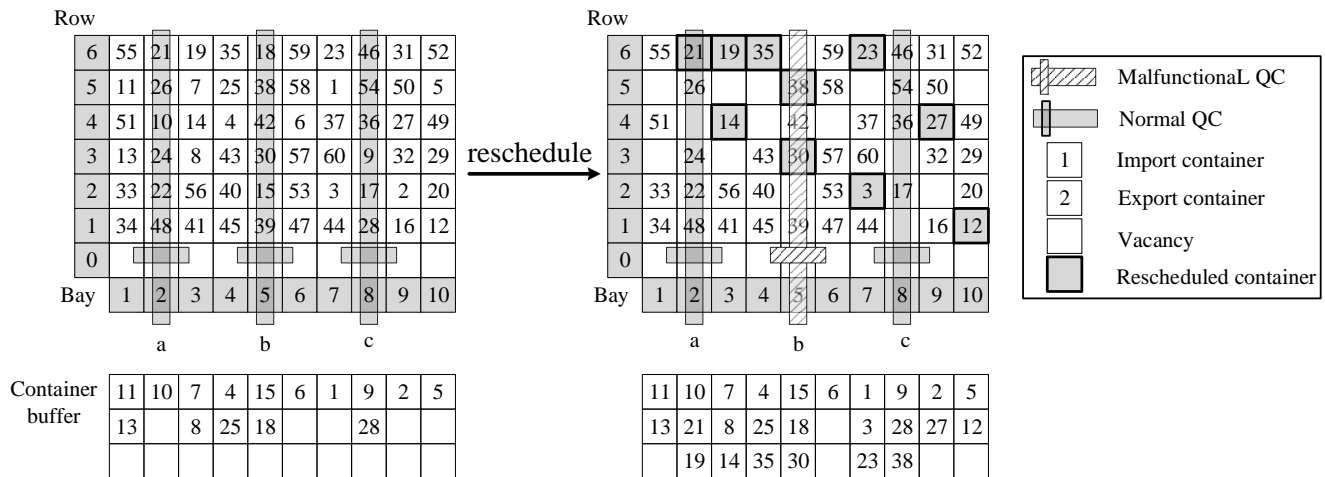 Row
6 55 21 19 35 18 59 23 46 31 52
5 11 26 7 25 38 58 1 54 50 5
4 51 10 14 4 42 6 37 36 27 49
3 13 24 8 43 30 57 60 9 32 29
2 33 22 56 40 15 53 3 17 2 20
1 34 48 41 45 39 47 44 28 16 12
0
Bay 1 2 3 4 5 6 7 8 9 10
a b c
Container buffer
11 10 7 4 15 6 1 9 2 5
13 8 25 18 28
reschedule
Row
6 55 21 19 35 59 23 46 31 52
5 26 38 58 54 50
4 51 14 42 37 36 27 49
3 24 43 30 57 60 32 29
2 33 22 56 40 53 3 17 20
1 34 48 41 45 39 47 44 16 12
0
Bay 1 2 3 4 5 6 7 8 9 10
a b c
11 10 7 4 15 6 1 9 2 5
13 21 8 25 18 3 28 27 12
19 14 35 30 23 38
MalfunctionaL QC
Normal QC
1 Import container
2 Export container
Vacancy
Rescheduled container